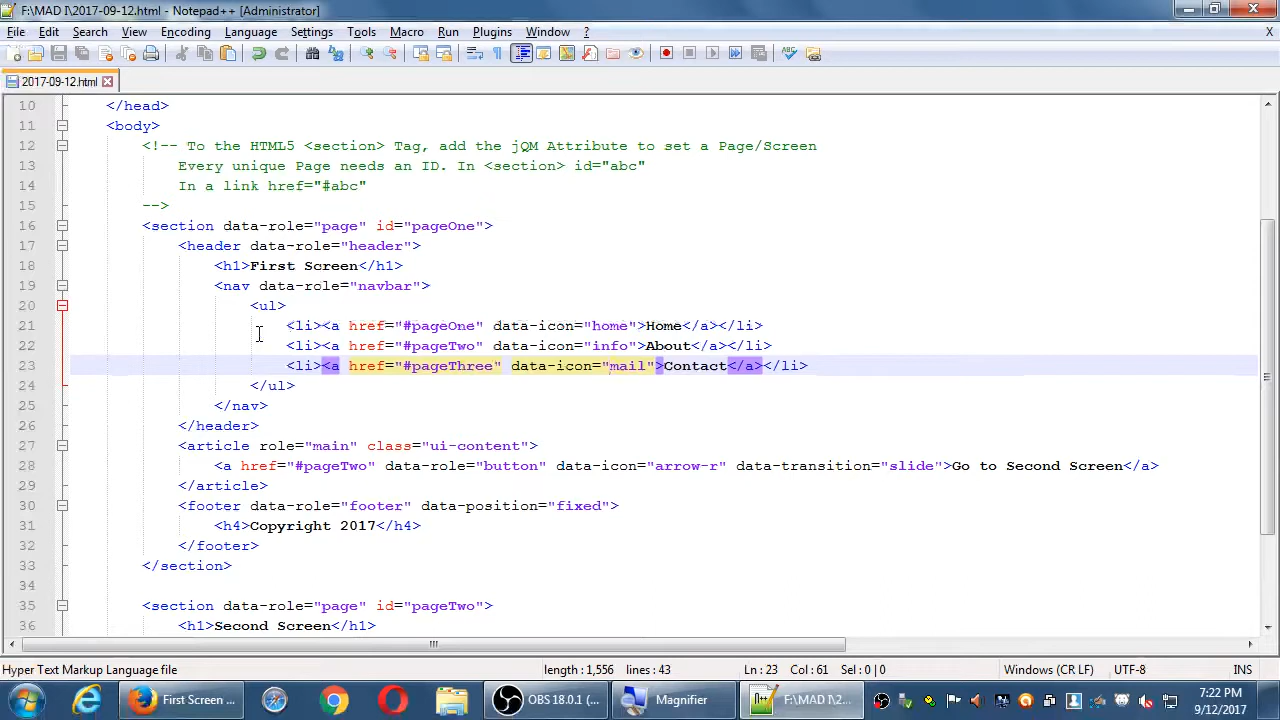 F:\MAD I\2017-09-12.html - Notepad++ [Administrator]
File Edit Search View Encoding Language Settings Tools Macro Run Plugins Window ? X
2017-09-12.html
10 </head>
11 <body>
12 <!-- To the HTML5 <section> Tag, add the jQM Attribute to set a Page/Screen
13 Every unique Page needs an ID. In <section> id="abc"
14 In a link href="#abc"
15 -->
16 <section data-role="page" id="pageOne">
17 <header data-role="header">
18 <h1>First Screen</h1>
19 <nav data-role="navbar">
20 <ul>
21 <li><a href="#pageOne" data-icon="home">Home</a></li>
22 <li><a href="#pageTwo" data-icon="info">About</a></li>
23 <li><a href="#pageThree" data-icon="mail">Contact</a></li>
24 </ul>
25 </nav>
26 </header>
27 <article role="main" class="ui-content">
28 <a href="#pageTwo" data-role="button" data-icon="arrow-r" data-transition="slide">Go to Second Screen</a>
29 </article>
30 <footer data-role="footer" data-position="fixed">
31 <h4>Copyright 2017</h4>
32 </footer>
33 </section>
34
35 <section data-role="page" id="pageTwo">
36 <h1>Second Screen</h1>
Hyper Text Markup Language file length : 1,556 lines : 43 Ln : 23 Col : 61 Sel : 0 | 0 Windows (CR LF) UTF-8 INS
First Screen ... OBS 18.0.1 (... Magnifier F:\MAD I\2... 7:22 PM
9/12/2017